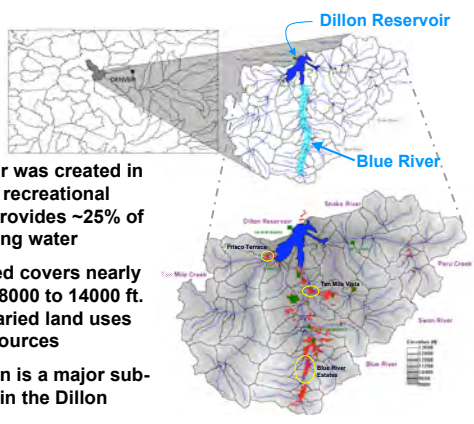 Dillon Reservoir
DENVER
Blue River
r was created in
recreational
rovides ~25% of
ng water
ed covers nearly
8000 to 14000 ft.
aried land uses
ources
n is a major sub-
in the Dillon
Dillon Reservoir
Snake River
Frisco Terrace
Mile Creek
Peru Creek
Ten Mile Vista
Swan River
Blue River
Estates
Blue River